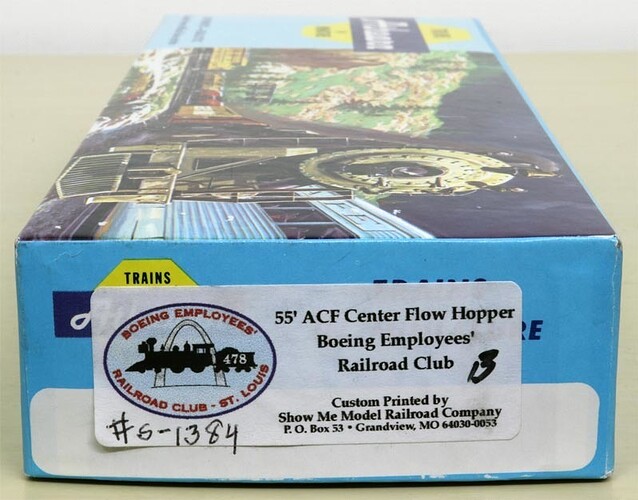 TRAINS
55' ACF Center Flow Hopper
Boeing Employees'
Railroad Club 13
Custom Printed by
Show Me Model Railroad Company
P. O. Box 53 • Grandview, MO 64030-0053
BOEING EMPLOYEES'
478
RAILROAD CLUB - ST. LOUIS
#S-1384